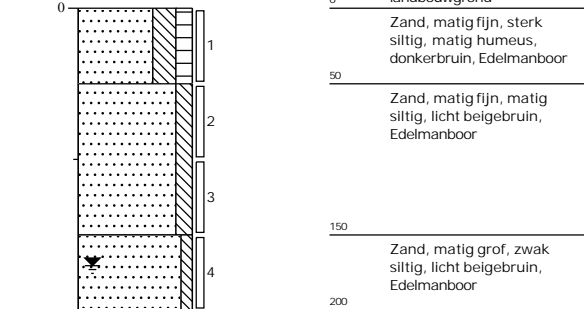 0
1
2
3
4
0
landbouwgrond
Zand, matig fijn, sterk
siltig, matig humeus,
donkerbruin, Edelmanboor
50
Zand, matig fijn, matig
siltig, licht beigebruin,
Edelmanboor
150
Zand, matig grof, zwak
siltig, licht beigebruin,
Edelmanboor
200